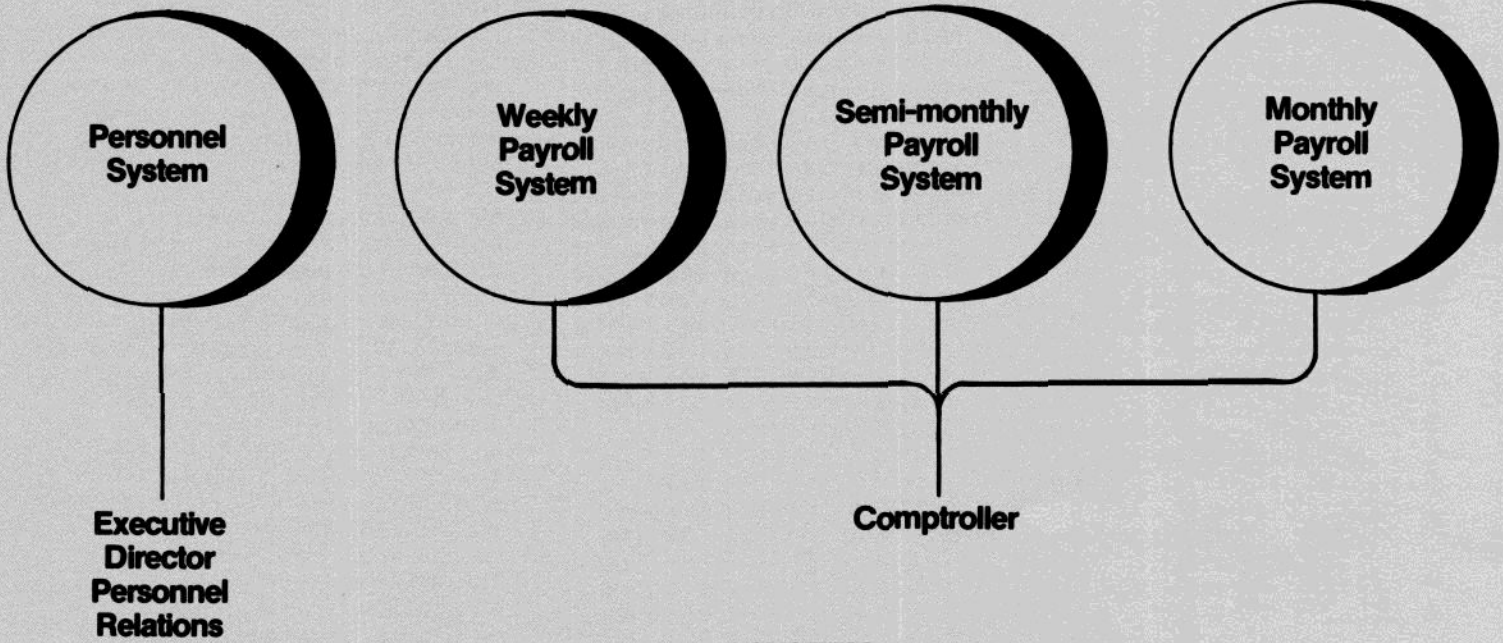 Personnel
System
Weekly
Payroll
System
Semi-monthly
Payroll
System
Monthly
Payroll
System
Executive
Director
Personnel
Relations
Comptroller